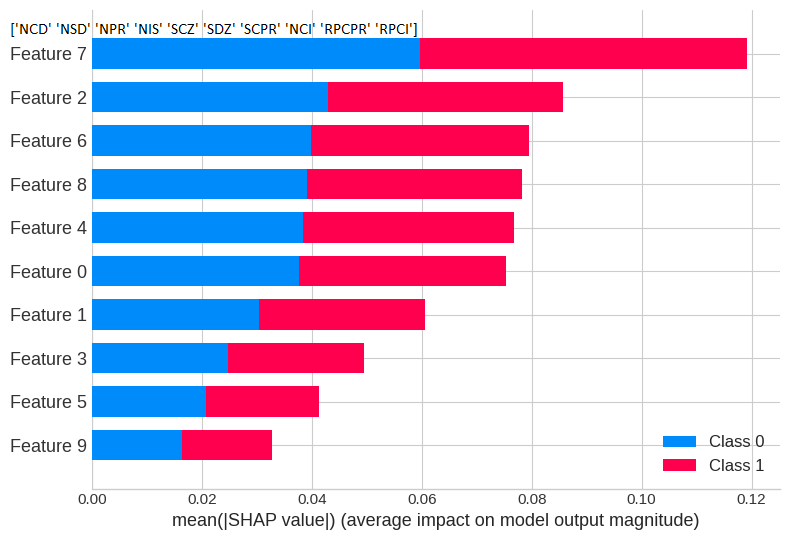 ['NCD' 'NSD' 'NPR' 'NIS' 'SCZ' 'SDZ' 'SCPR' 'NCI' 'RPCPR' 'RPCI']
Feature 7
Feature 2
Feature 6
Feature 8
Feature 4
Feature 0
Feature 1
Feature 3
Feature 5
Feature 9
Class 0
Class 1
0.00 0.02 0.04 0.06 0.08 0.10 0.12
mean(|SHAP value|) (average impact on model output magnitude)